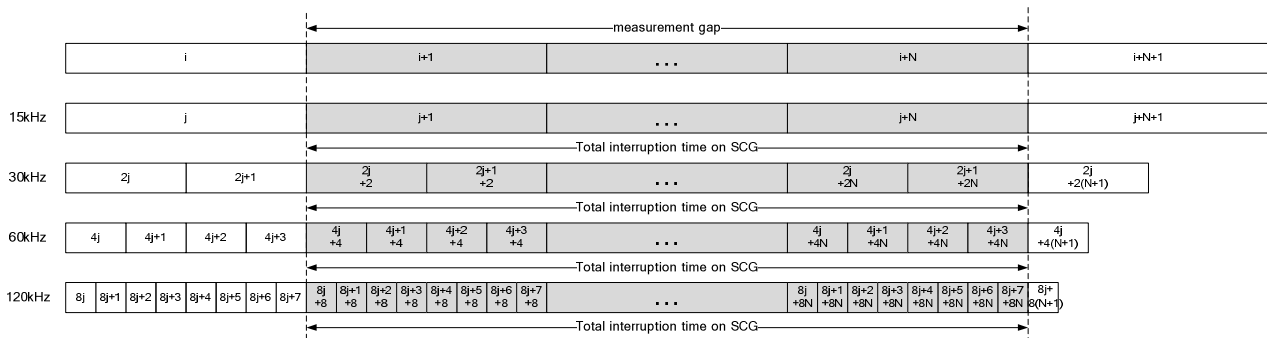 measurement gap
i i+1 ... i+N i+N+1
15kHz j j+1 ... j+N j+N+1
Total interruption time on SCG
30kHz 2j 2j+1 2j +2 2j+1 +2 ... 2j +2N 2j+1 +2N 2j +2(N+1)
Total interruption time on SCG
60kHz 4j 4j+1 4j+2 4j+3 4j +4 4j+1 +4 4j+2 +4 4j+3 +4 ... 4j +4N 4j+1 +4N 4j+2 +4N 4j+3 +4N 4j +4(N+1)
Total interruption time on SCG
120kHz 8j 8j+1 8j+2 8j+3 8j+4 8j+5 8j+6 8j+7 8j +8 8j+1 +8 8j+2 +8 8j+3 +8 8j+4 +8 8j+5 +8 8j+6 +8 8j+7 +8 ... 8j +8N 8j+1 +8N 8j+2 +8N 8j+3 +8N 8j+4 +8N 8j+5 +8N 8j+6 +8N 8j+7 +8N 8j+ 8(N+1)
Total interruption time on SCG